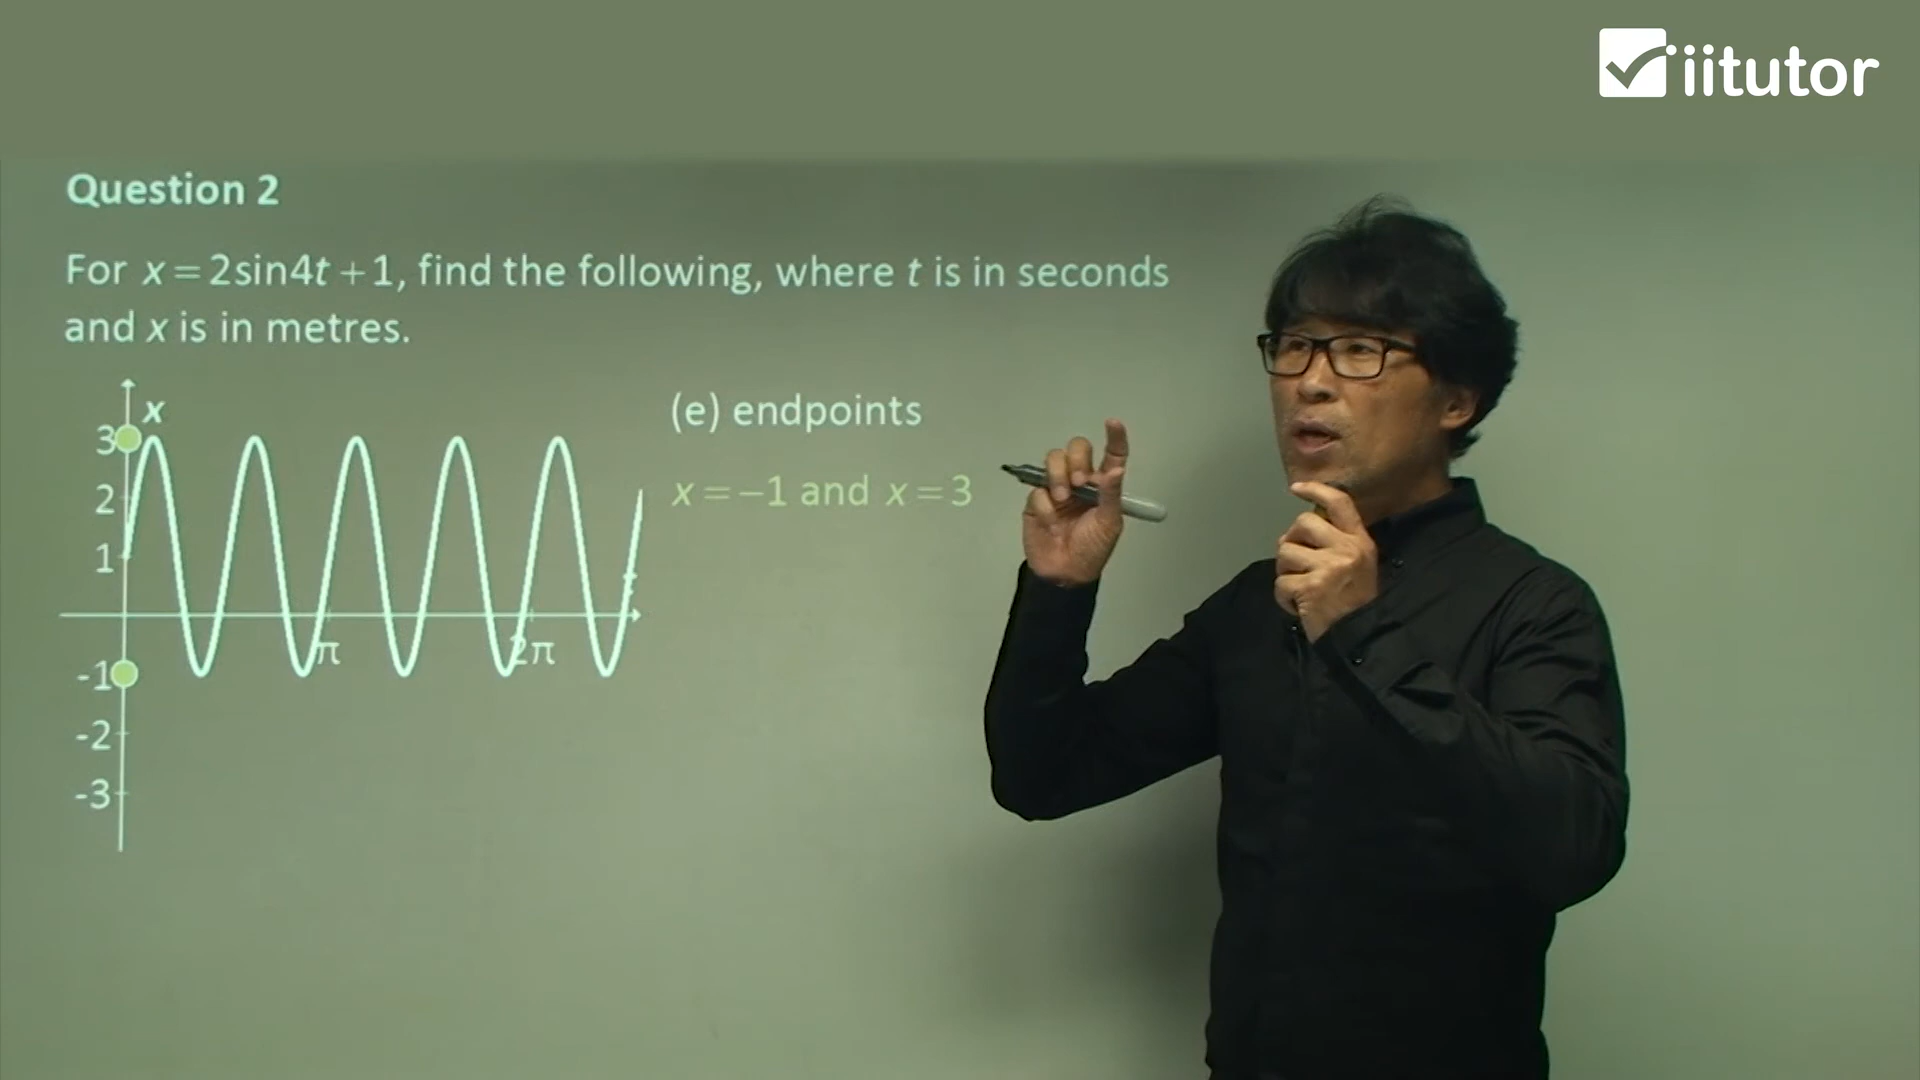 iitutor
Question 2
For x = 2sin4t + 1, find the following, where t is in seconds
and x is in metres.
x
3
2
1
-1
-2
-3
π
2π
t
(e) endpoints
x = −1 and x = 3